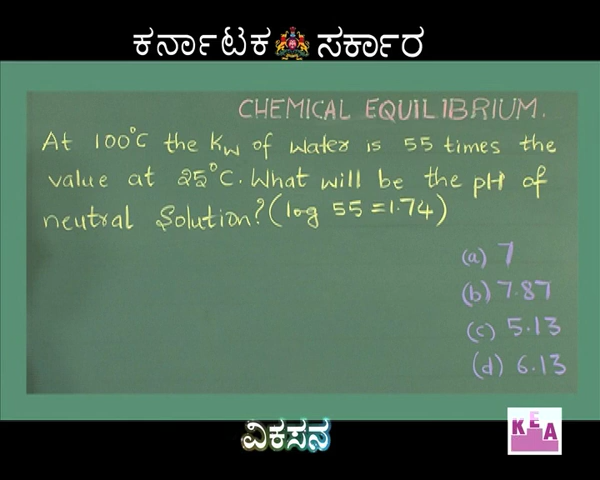 ಕರ್ನಾಟಕ ಸರ್ಕಾರ
CHEMICAL EQUILIBRIUM.
At 100°C the Kw of water is 55 times the
value at 25°C. What will be the pH of
neutral solution? (log 55 = 1.74)
(a) 7
(b) 7.87
(c) 5.13
(d) 6.13
ವಿಕಸನ
KEA